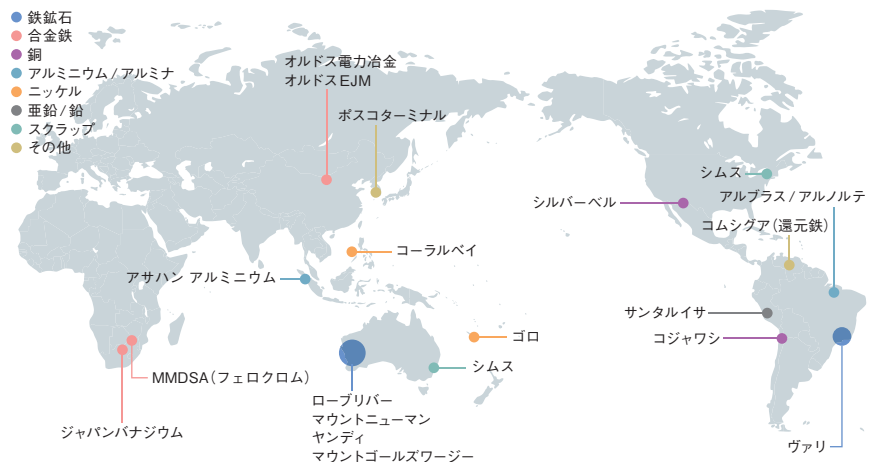 鉄鉱石
合金鉄
銅
アルミニウム/アルミナ
ニッケル
亜鉛/鉛
スクラップ
その他
オルドス電力冶金
オルドスEJM
ポスコターミナル
シムス
アルブラス/アルノルテ
シルバーベル
コムシグア(還元鉄)
コーラルベイ
アサハン アルミニウム
サンタルイサ
ゴロ
コジャワシ
シムス
MMDSA(フェロクロム)
ローブリバー
マウントニューマン
ヤンディ
マウントゴールズワージー
ジャパンバナジウム
ヴァリ